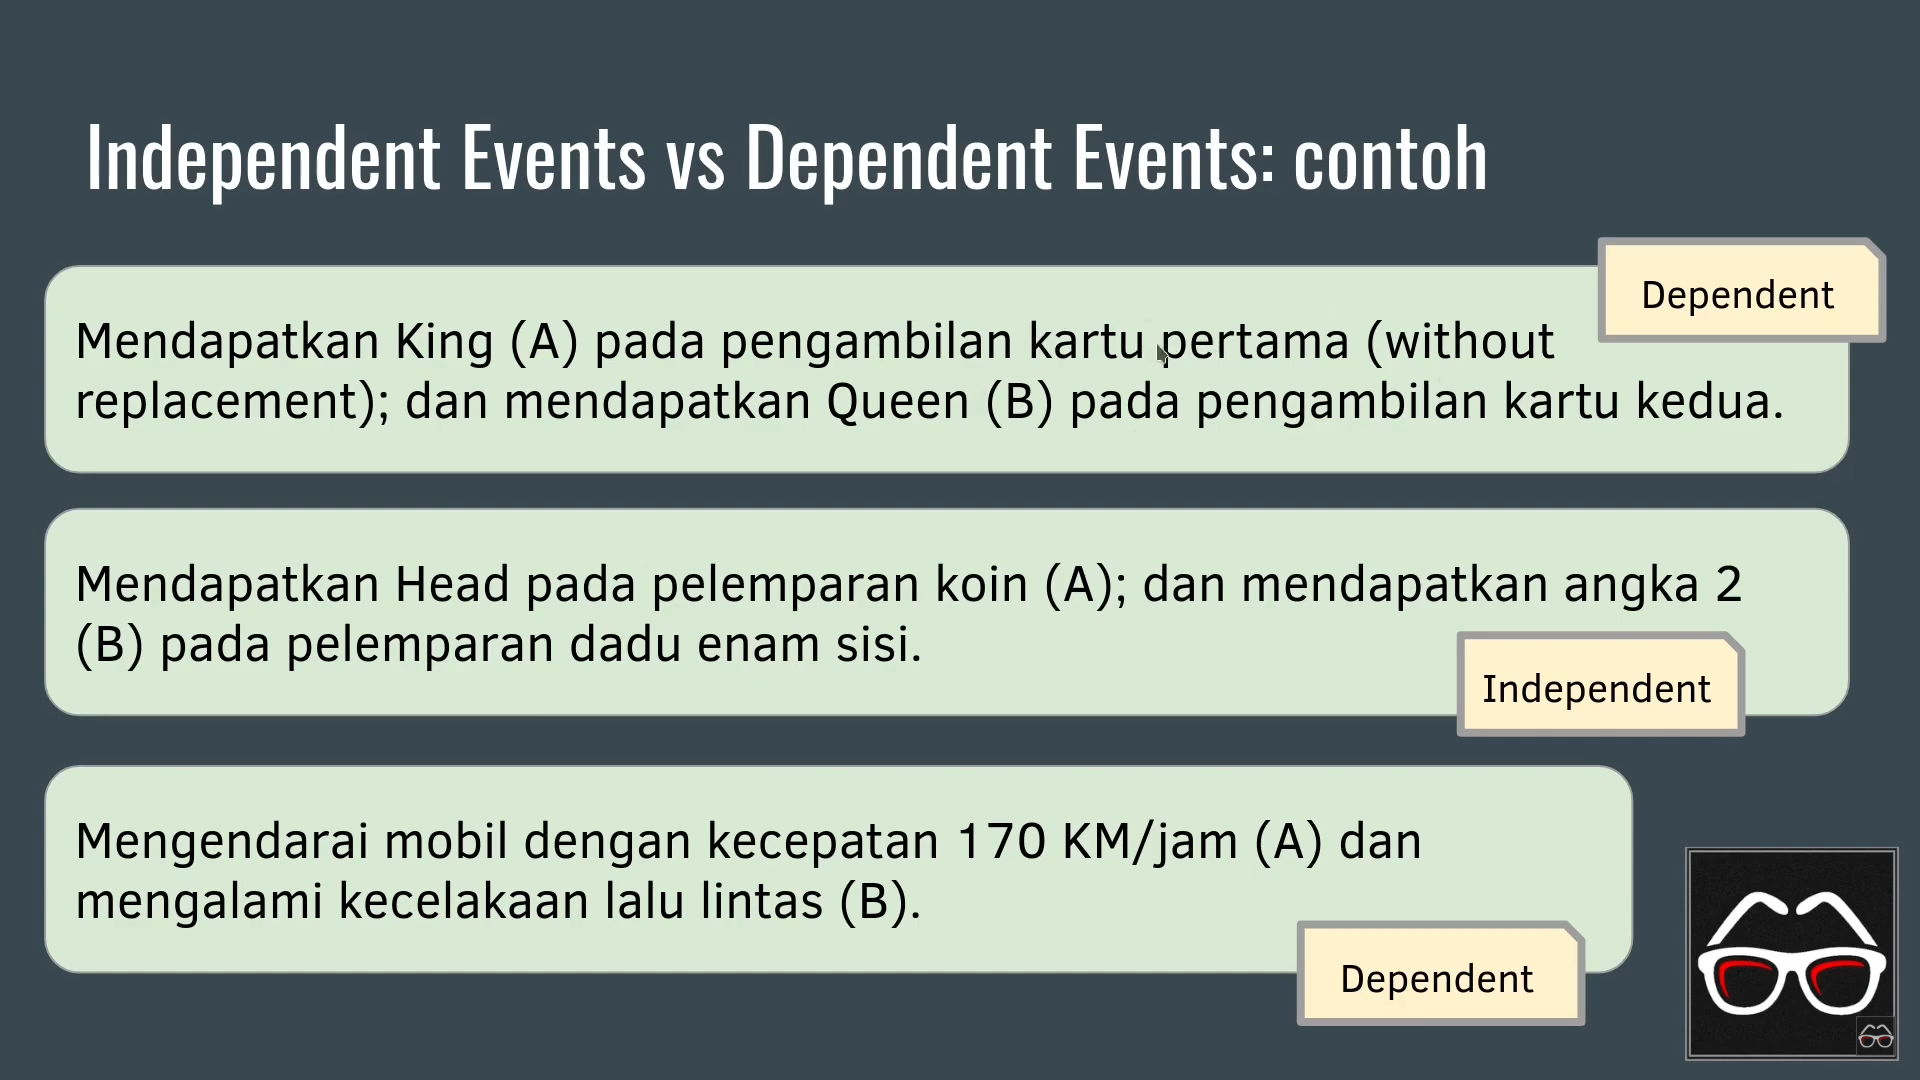 Independent Events vs Dependent Events: contoh
Dependent
Mendapatkan King (A) pada pengambilan kartu pertama (without
replacement); dan mendapatkan Queen (B) pada pengambilan kartu kedua.
Mendapatkan Head pada pelemparan koin (A); dan mendapatkan angka 2
(B) pada pelemparan dadu enam sisi.
Independent
Mengendarai mobil dengan kecepatan 170 KM/jam (A) dan
mengalami kecelakaan lalu lintas (B).
Dependent